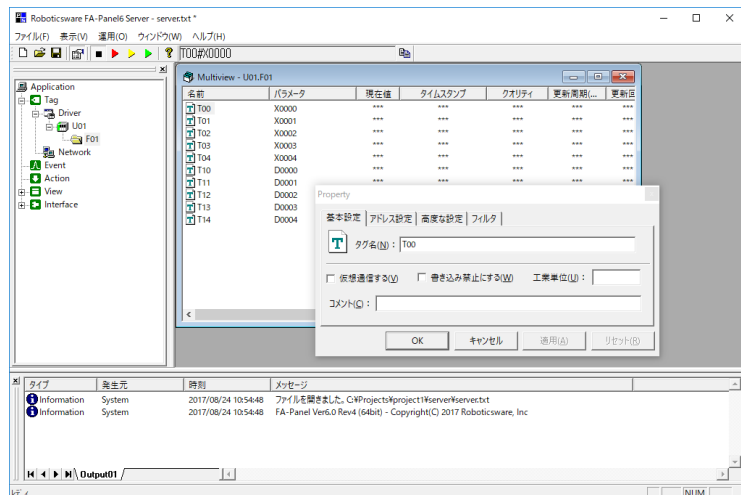 Roboticsware FA-Panel6 Server - server.txt *
ファイル(F) 表示(V) 運用(O) ウィンドウ(W) ヘルプ(H)
T00#X0000
Application
Tag
Driver
U01
F01
Network
Event
Action
View
Interface
Multiview - U01.F01
名前 パラメータ 現在値 タイムスタンプ クオリティ 更新周期(... 更新回
T00 X0000 *** *** *** *** ***
T01 X0001 *** *** *** *** ***
T02 X0002 *** *** *** *** ***
T03 X0003 *** *** *** *** ***
T04 X0004 *** *** *** *** ***
T10 D0000 *** *** *** *** ***
T11 D0001 *** *** *** *** ***
T12 D0002
T13 D0003
T14 D0004
Property
基本設定 アドレス設定 高度な設定 フィルタ
タグ名(N): T00
仮想通信する(V) 書き込み禁止にする(W) 工業単位(U):
コメント(C):
OK キャンセル 適用(A) リセット(R)
タイプ 発生元 時刻 メッセージ
Information System 2017/08/24 10:54:48 ファイルを開きました。C:¥Projects¥project1¥server¥server.txt
Information System 2017/08/24 10:54:48 FA-Panel Ver6.0 Rev4 (64bit) - Copyright(C) 2017 Roboticsware, Inc
Output01
レディ NUM